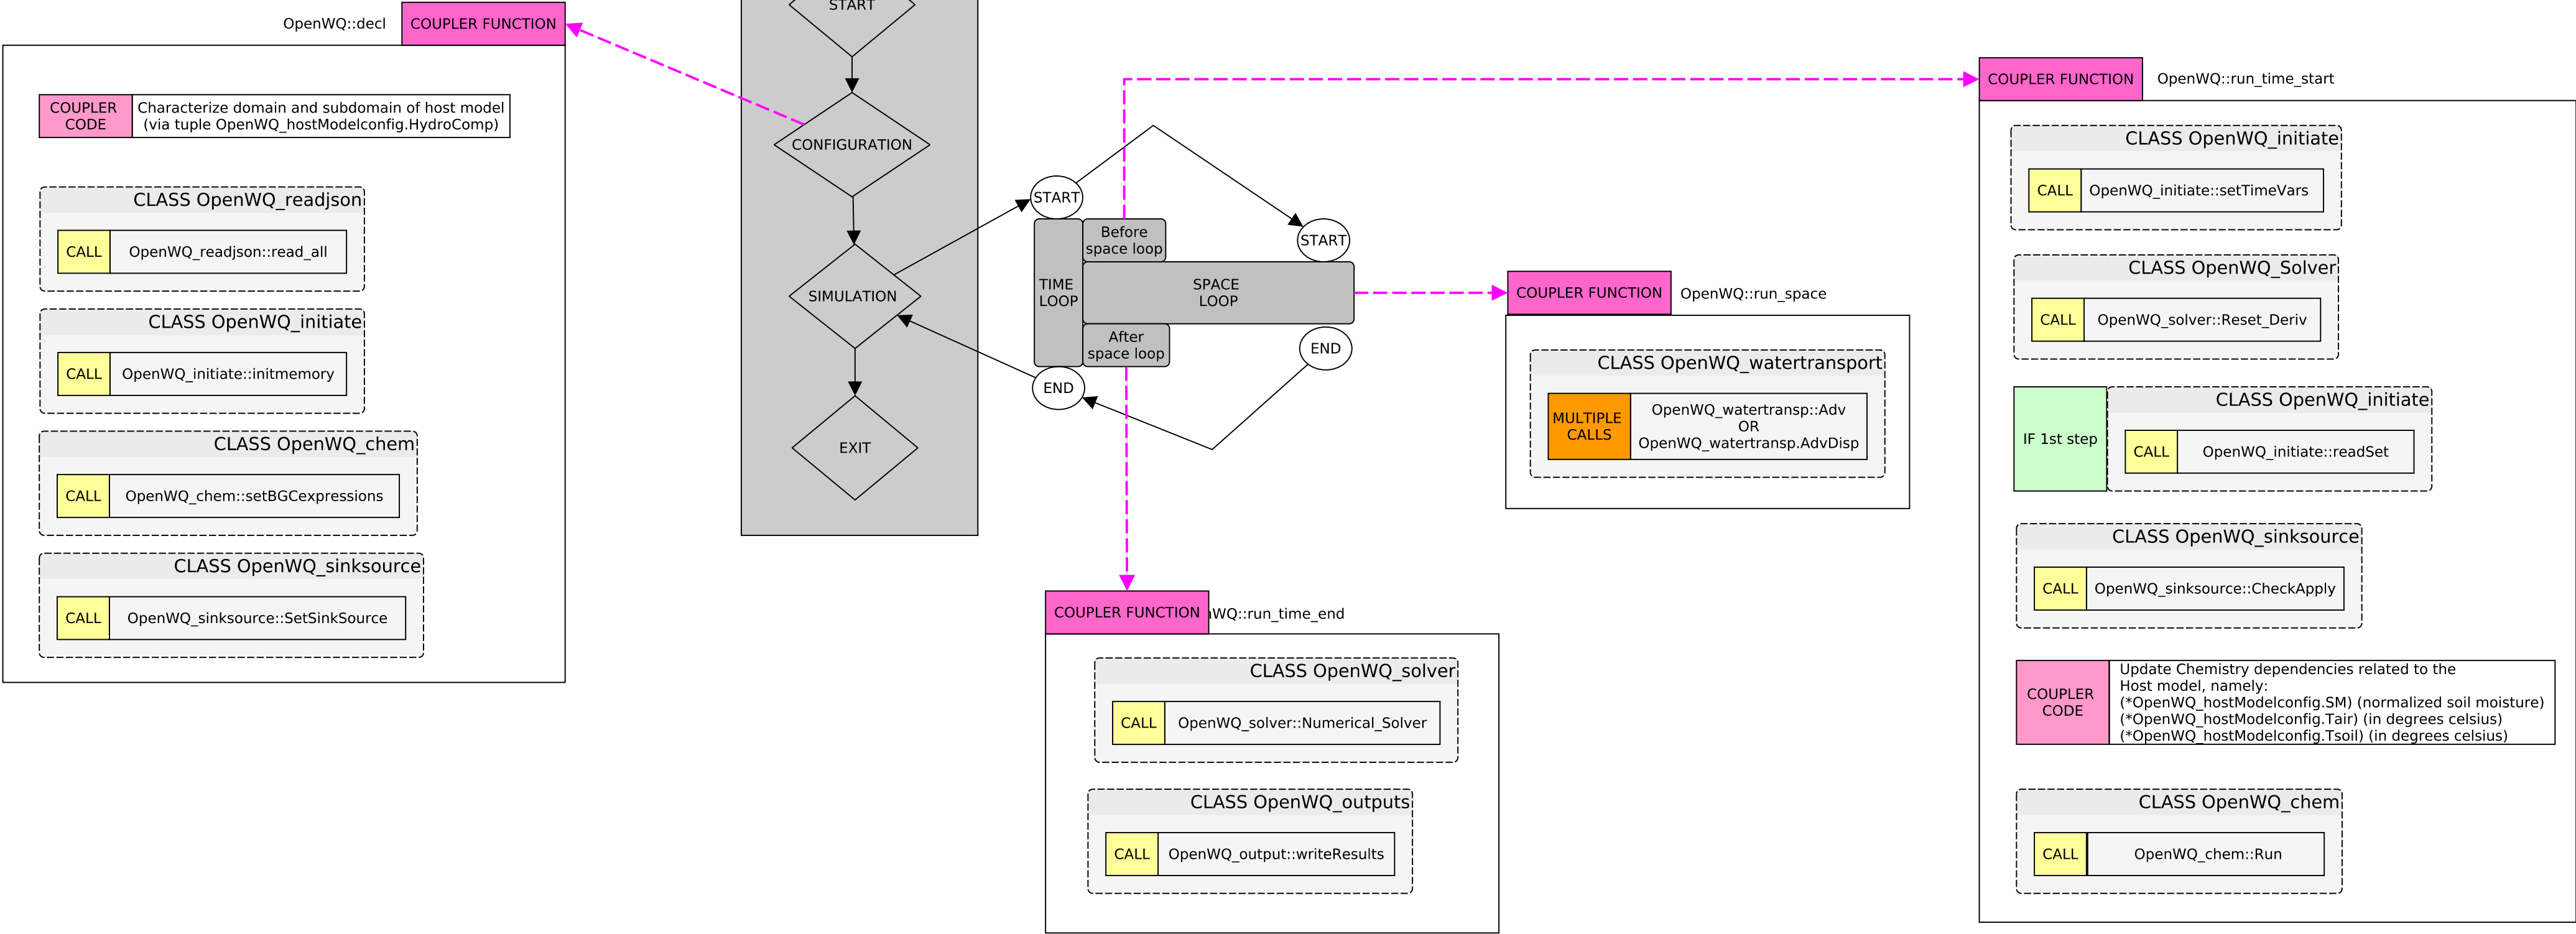 OpenWQ::decl
COUPLER FUNCTION
COUPLER
CODE
Characterize domain and subdomain of host model
(via tuple OpenWQ_hostModelconfig.HydroComp)
CLASS OpenWQ_readjson
CALL
OpenWQ_readjson::read_all
CLASS OpenWQ_initiate
CALL
OpenWQ_initiate::initmemory
CLASS OpenWQ_chem
CALL
OpenWQ_chem::setBGCexpressions
CLASS OpenWQ_sinksource
CALL
OpenWQ_sinksource::SetSinkSource
START
CONFIGURATION
SIMULATION
EXIT
START
TIME
LOOP
Before
space loop
START
SPACE
LOOP
After
space loop
END
END
COUPLER FUNCTION
OpenWQ::run_space
CLASS OpenWQ_watertransport
MULTIPLE
CALLS
OpenWQ_watertransp::Adv
OR
OpenWQ_watertransp.AdvDisp
COUPLER FUNCTION
WQ::run_time_end
CLASS OpenWQ_solver
CALL
OpenWQ_solver::Numerical_Solver
CLASS OpenWQ_outputs
CALL
OpenWQ_output::writeResults
COUPLER FUNCTION
OpenWQ::run_time_start
CLASS OpenWQ_initiate
CALL
OpenWQ_initiate::setTimeVars
CLASS OpenWQ_Solver
CALL
OpenWQ_solver::Reset_Deriv
IF 1st step
CLASS OpenWQ_initiate
CALL
OpenWQ_initiate::readSet
CLASS OpenWQ_sinksource
CALL
OpenWQ_sinksource::CheckApply
COUPLER
CODE
Update Chemistry dependencies related to the
Host model, namely:
(*OpenWQ_hostModelconfig.SM) (normalized soil moisture)
(*OpenWQ_hostModelconfig.Tair) (in degrees celsius)
(*OpenWQ_hostModelconfig.Tsoil) (in degrees celsius)
CLASS OpenWQ_chem
CALL
OpenWQ_chem::Run